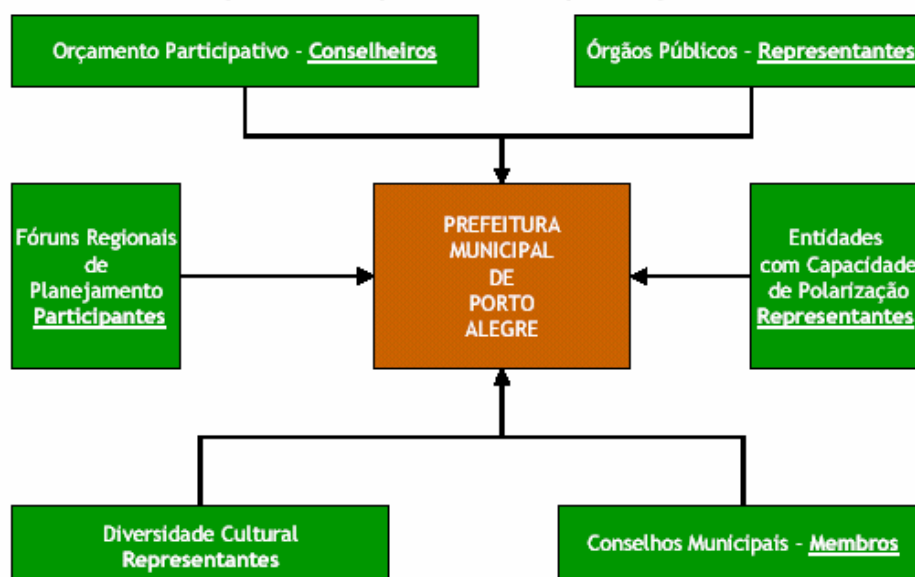 Orçamento Participativo - Conselheiros
Órgãos Públicos - Representantes
Fóruns Regionais
de
Planejamento
Participantes
PREFEITURA
MUNICIPAL
DE
PORTO
ALEGRE
Entidades
com Capacidade
de Polarização
Representantes
Diversidade Cultural
Representantes
Conselhos Municipais - Membros